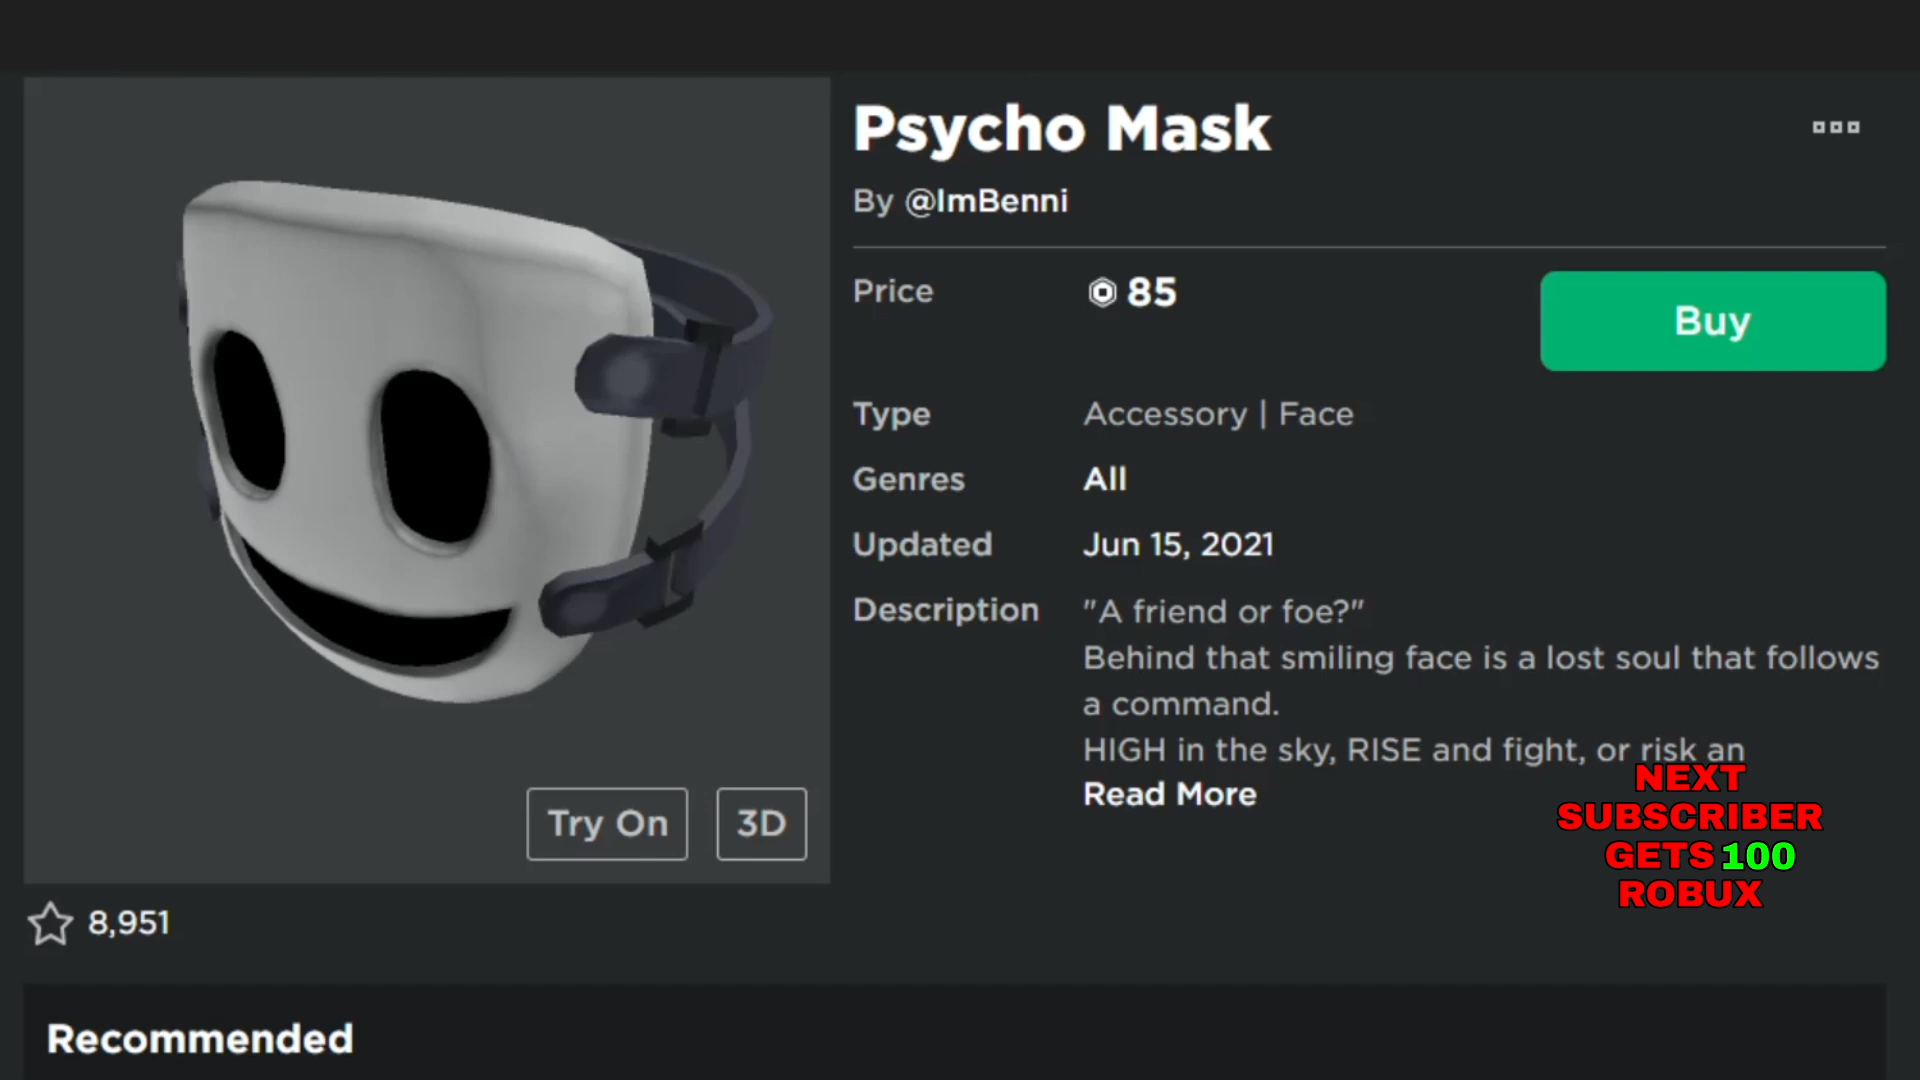 Psycho Mask
By @ImBenni
Price 85
Buy
Type Accessory | Face
Genres All
Updated Jun 15, 2021
Description "A friend or foe?"
Behind that smiling face is a lost soul that follows
a command.
HIGH in the sky, RISE and fight, or risk an
Read More
NEXT
SUBSCRIBER
GETS 100
ROBUX
Try On
3D
8,951
Recommended